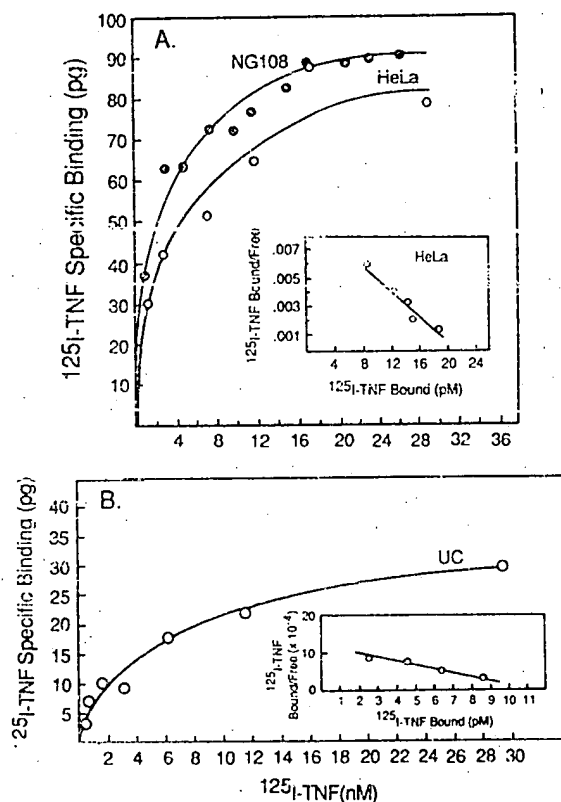 A.
125I-TNF Specific Binding (pg)
100
90
80
70
60
50
40
30
20
10
NG108
HeLa
125I-TNF Bound/Free
.007
.005
.003
.001
HeLa
4 8 12 16 20 24
125I-TNF Bound (pM)
4 8 12 16 20 24 28 32 36
B.
125I-TNF Specific Binding (pg)
40
35
30
25
20
15
10
5
UC
125I-TNF
Bound/Free (x 10-4)
20
10
0
1 2 3 4 5 6 7 8 9 10 11
125I-TNF Bound (pM)
2 4 6 8 10 12 14 16 18 20 22 24 26 28 30
125I-TNF(nM)